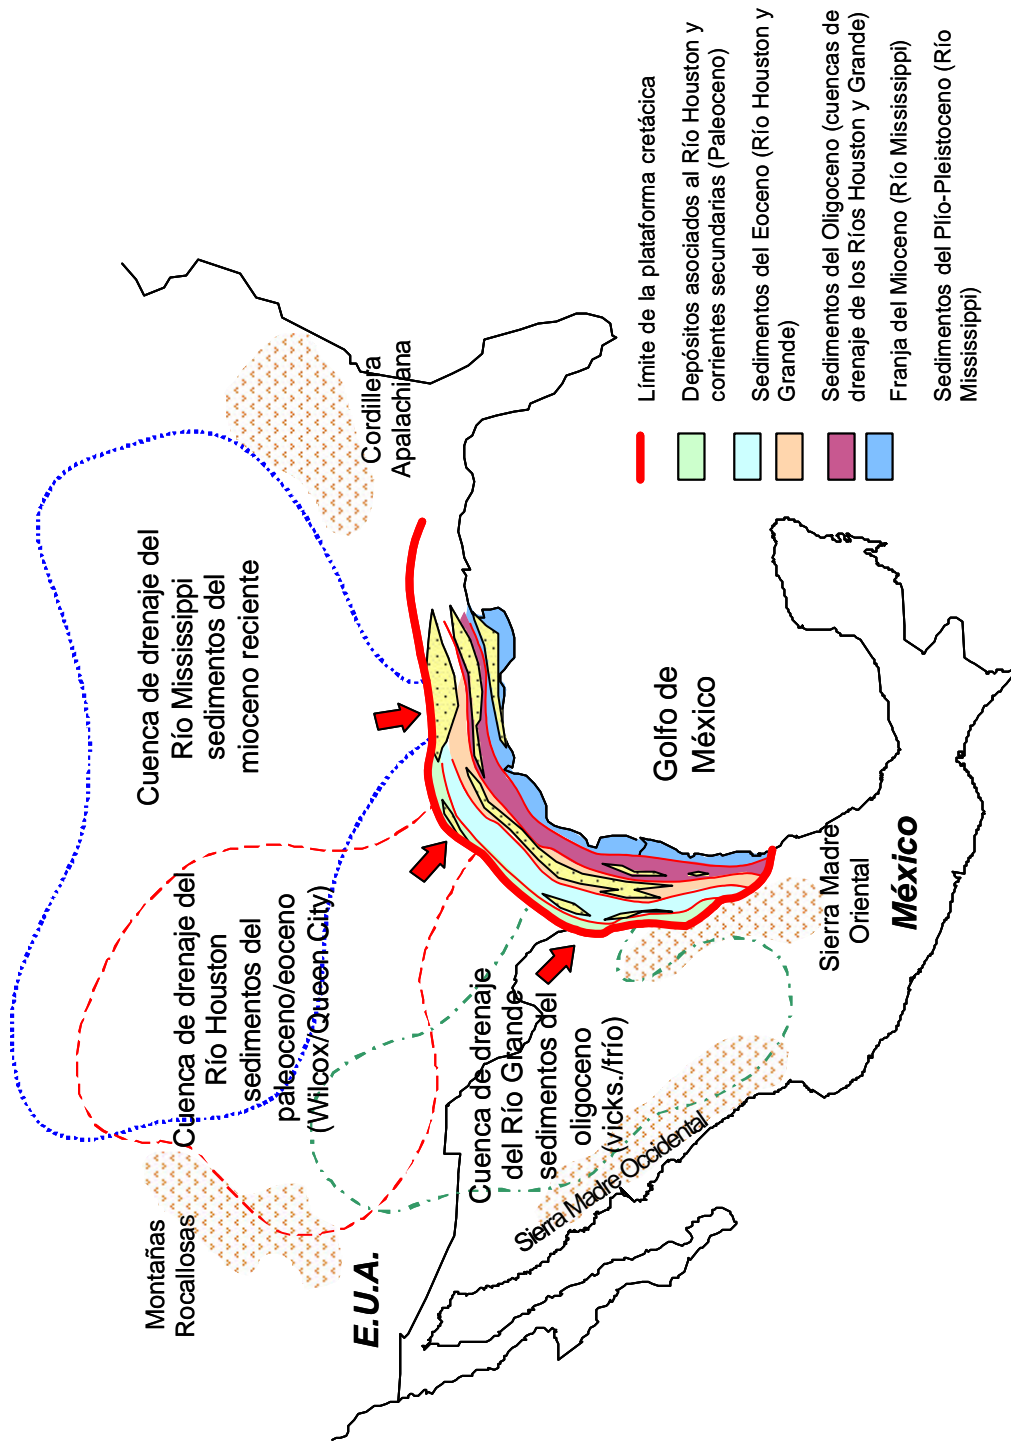 Montañas
Rocallosas
E.U.A.
Cuenca de drenaje del
Río Houston
sedimentos del
paleoceno/eoceno
(Wilcox/Queen City)
Cuenca de drenaje del
Río Mississippi
sedimentos del
mioceno reciente
Cordillera
Apalachiana
Cuenca de drenaje
del Río Grande
sedimentos del
oligoceno
(vicks./frío)
Sierra Madre Occidental
Sierra Madre
Oriental
México
Golfo de
México
Límite de la plataforma cretácica
Depósitos asociados al Río Houston y
corrientes secundarias (Paleoceno)
Sedimentos del Eoceno (Río Houston y
Grande)
Sedimentos del Oligoceno (cuencas de
drenaje de los Ríos Houston y Grande)
Franja del Mioceno (Río Mississippi)
Sedimentos del Plío-Pleistoceno (Río
Mississippi)